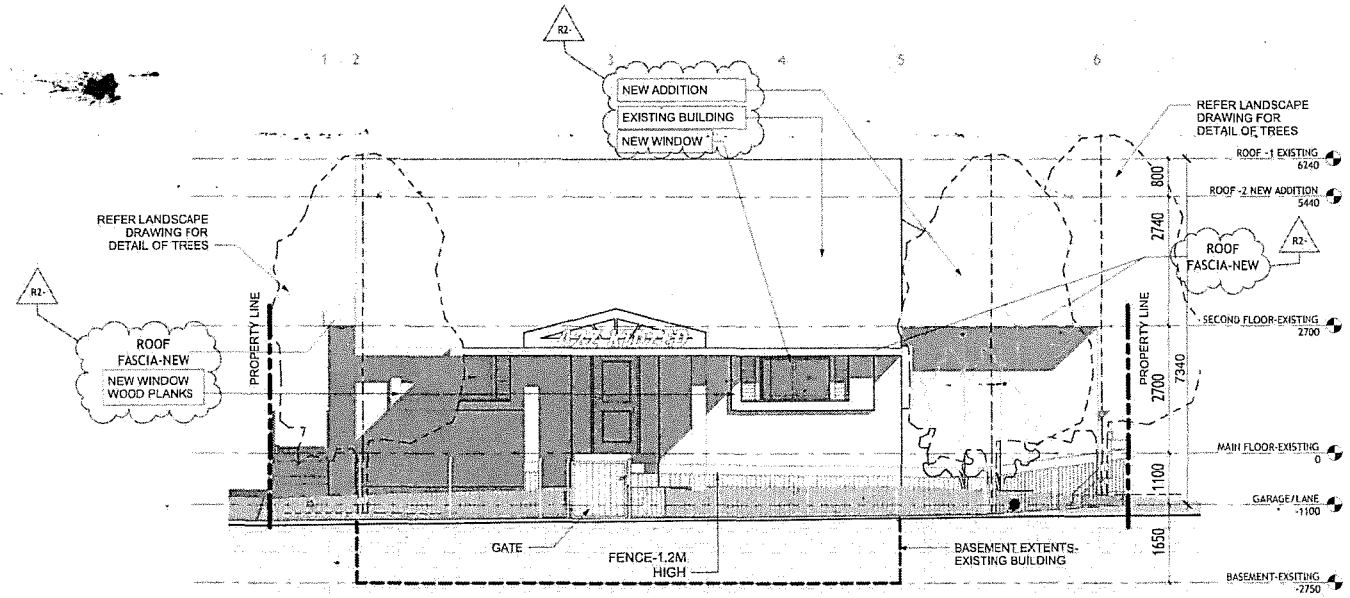 R2-
1 2 3 4 5 6
NEW ADDITION
EXISTING BUILDING
NEW WINDOW
REFER LANDSCAPE
DRAWING FOR
DETAIL OF TREES
ROOF -1 EXISTING
6240
800
ROOF -2 NEW ADDITION
5440
2740
REFER LANDSCAPE
DRAWING FOR
DETAIL OF TREES
R2-
ROOF
FASCIA-NEW
R2-
PROPERTY LINE
PROPERTY LINE
SECOND FLOOR-EXISTING
2700
ROOF
FASCIA-NEW
NEW WINDOW
WOOD PLANKS
2700
7340
MAIN FLOOR-EXISTING
0
1100
GARAGE/LANE
-1100
1650
GATE
FENCE-1.2M
HIGH
BASEMENT EXTENTS-
EXISTING BUILDING
BASEMENT-EXSITING
-2750